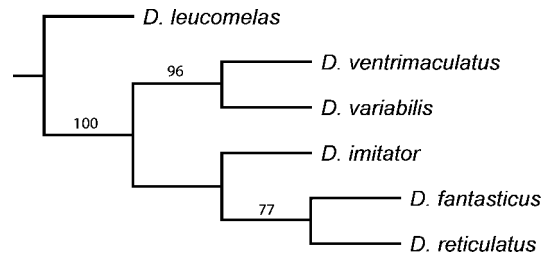 D. leucomelas
D. ventrimaculatus
96
D. variabilis
100
D. imitator
D. fantasticus
77
D. reticulatus